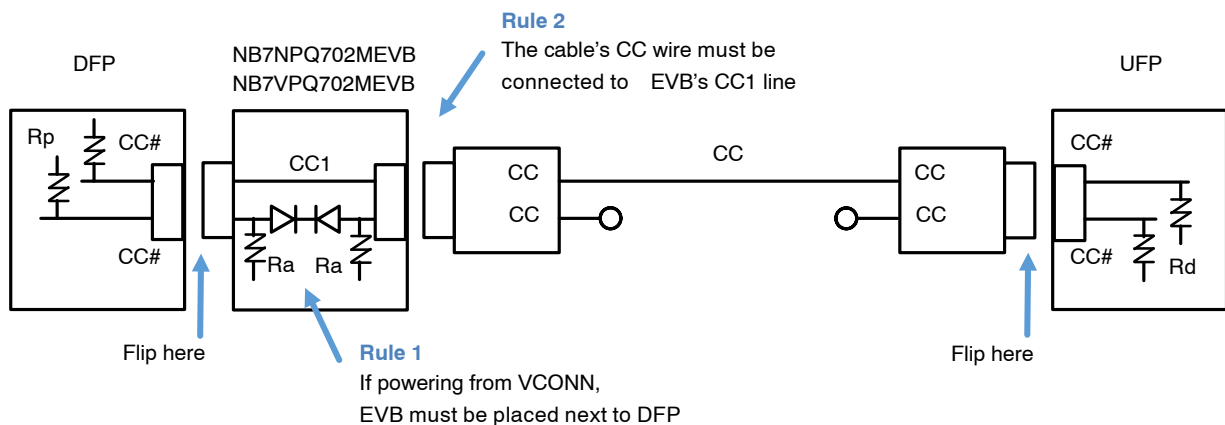 Rule 2
The cable's CC wire must be
connected to EVB's CC1 line
DFP
NB7NPQ702MEVB
NB7VPQ702MEVB
UFP
Rp
CC#
CC#
CC1
Ra
Ra
CC
CC
CC
CC
CC
CC#
CC#
Rd
Flip here
Rule 1
If powering from VCONN,
EVB must be placed next to DFP
Flip here